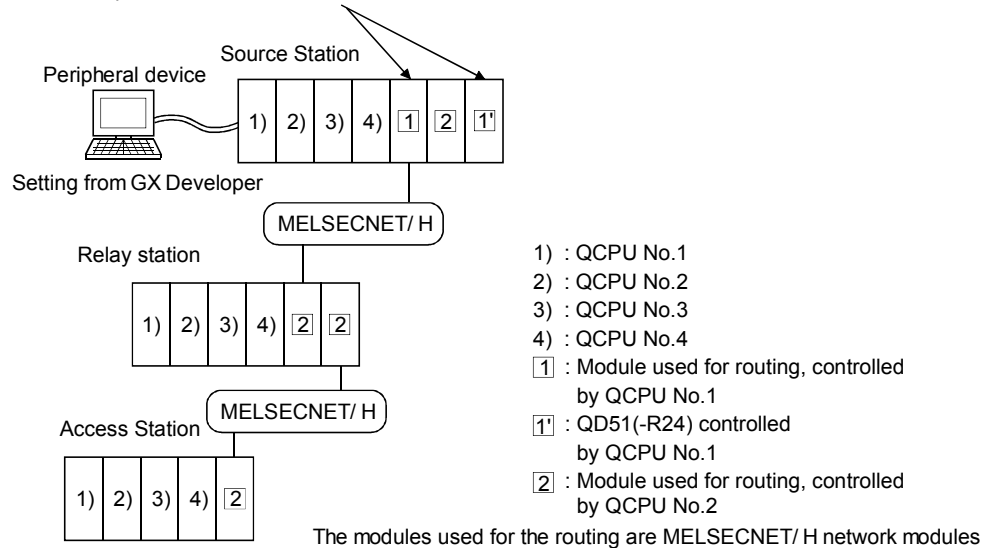 Source Station
Peripheral device
1) 2) 3) 4) 1 2 1'
Setting from GX Developer
MELSECNET/ H
Relay station
1) 2) 3) 4) 2 2
MELSECNET/ H
Access Station
1) 2) 3) 4) 2
1) : QCPU No.1
2) : QCPU No.2
3) : QCPU No.3
4) : QCPU No.4
1 : Module used for routing, controlled
by QCPU No.1
1' : QD51(-R24) controlled
by QCPU No.1
2 : Module used for routing, controlled
by QCPU No.2
The modules used for the routing are MELSECNET/ H network modules